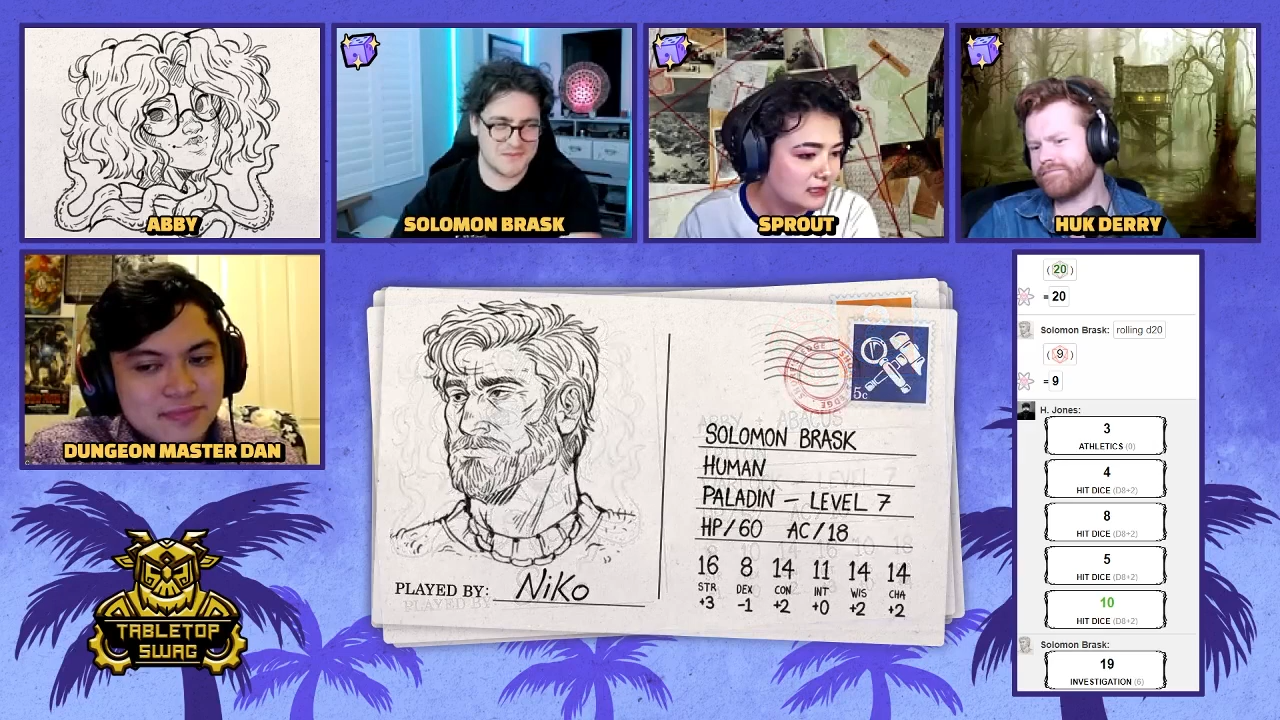 ABBY
SOLOMON BRASK
SPROUT
HUK DERRY
DUNGEON MASTER DAN
TABLETOP
SWAG
5c
SOLOMON BRASK
HUMAN
PALADIN – LEVEL 7
HP/60 AC/18
16 8 14 11 14 14
STR DEX CON INT WIS CHA
+3 -1 +2 +0 +2 +2
PLAYED BY: NiKo
(20)
= 20
Solomon Brask: rolling d20
(9)
= 9
H. Jones:
3
ATHLETICS (0)
4
HIT DICE (D8+2)
8
HIT DICE (D8+2)
5
HIT DICE (D8+2)
10
HIT DICE (D8+2)
Solomon Brask:
19
INVESTIGATION (6)